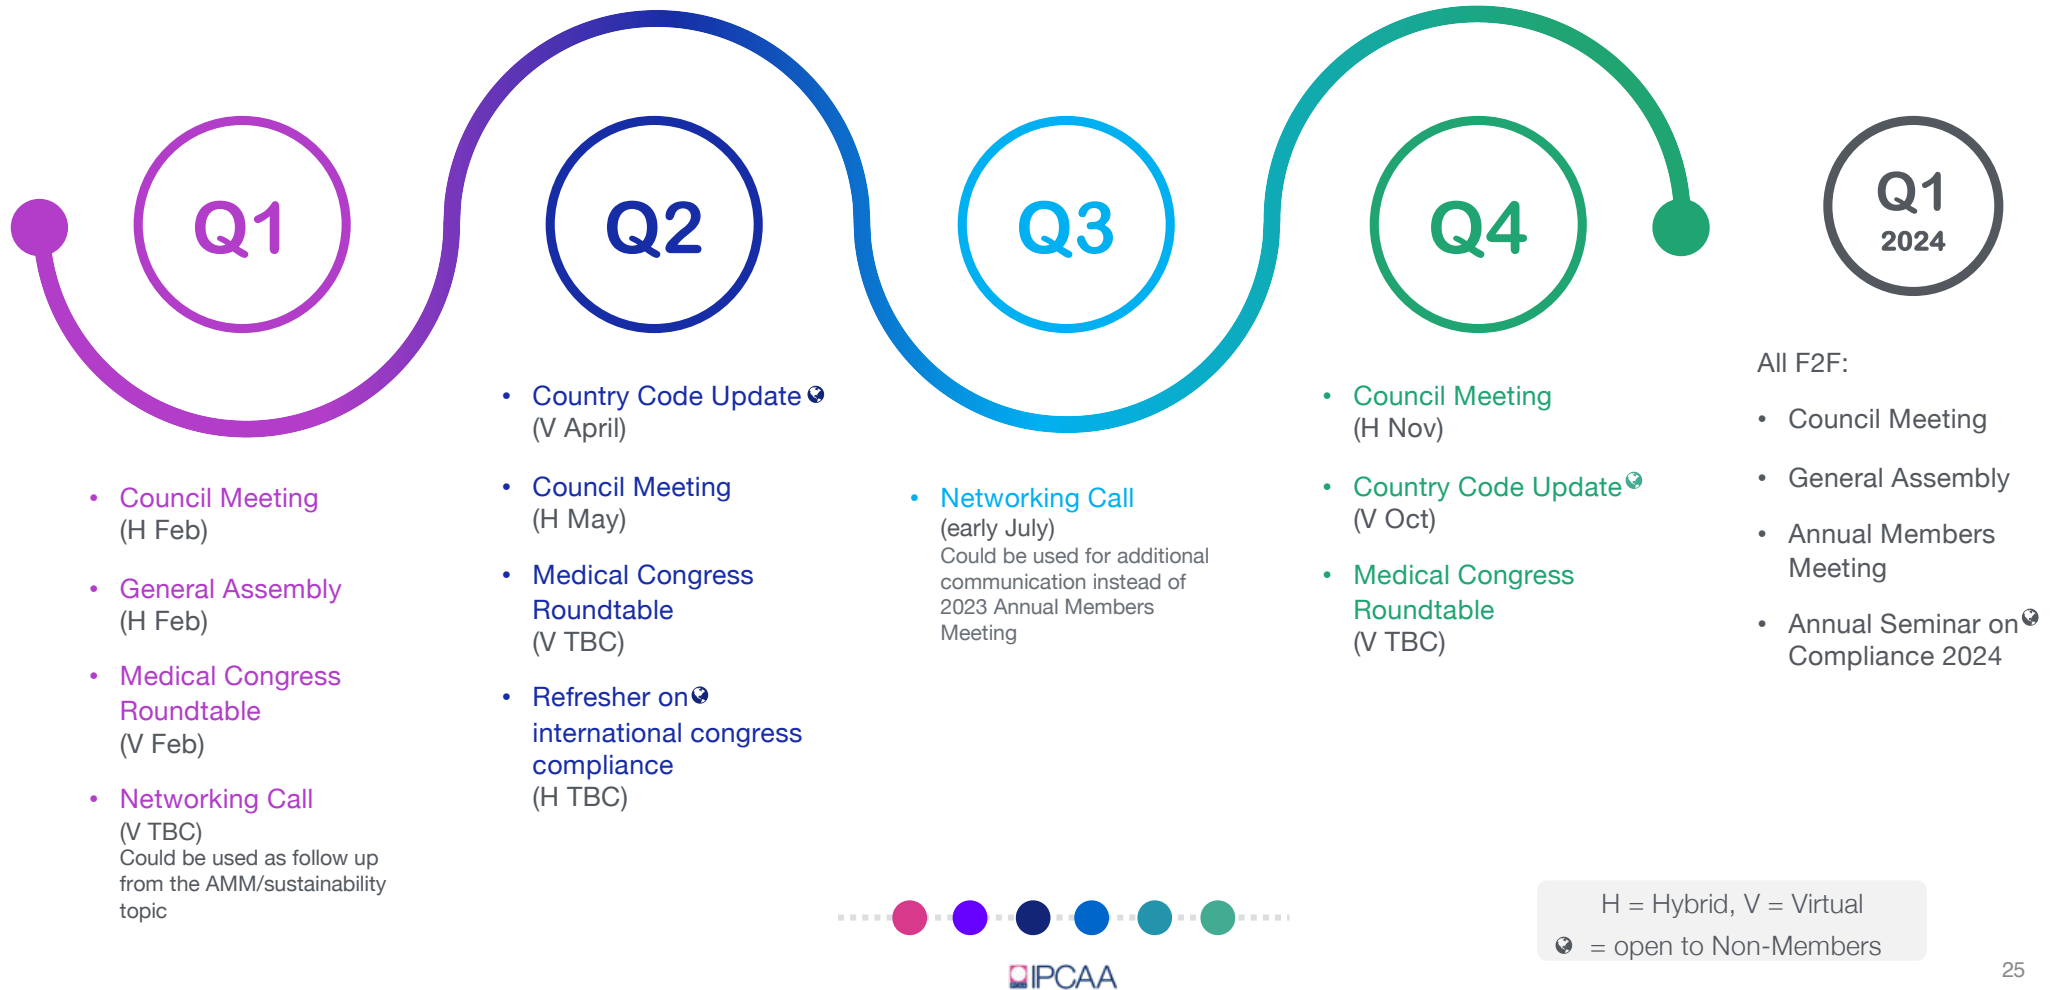 Q1
• Council Meeting
(H Feb)
• General Assembly
(H Feb)
• Medical Congress
Roundtable
(V Feb)
• Networking Call
(V TBC)
Could be used as follow up
from the AMM/sustainability
topic
Q2
• Country Code Update
(V April)
• Council Meeting
(H May)
• Medical Congress
Roundtable
(V TBC)
• Refresher on
international congress
compliance
(H TBC)
Q3
• Networking Call
(early July)
Could be used for additional
communication instead of
2023 Annual Members
Meeting
Q4
• Council Meeting
(H Nov)
• Country Code Update
(V Oct)
• Medical Congress
Roundtable
(V TBC)
Q1
2024
All F2F:
• Council Meeting
• General Assembly
• Annual Members
Meeting
• Annual Seminar on
Compliance 2024
H = Hybrid, V = Virtual
= open to Non-Members
IPCAA
25